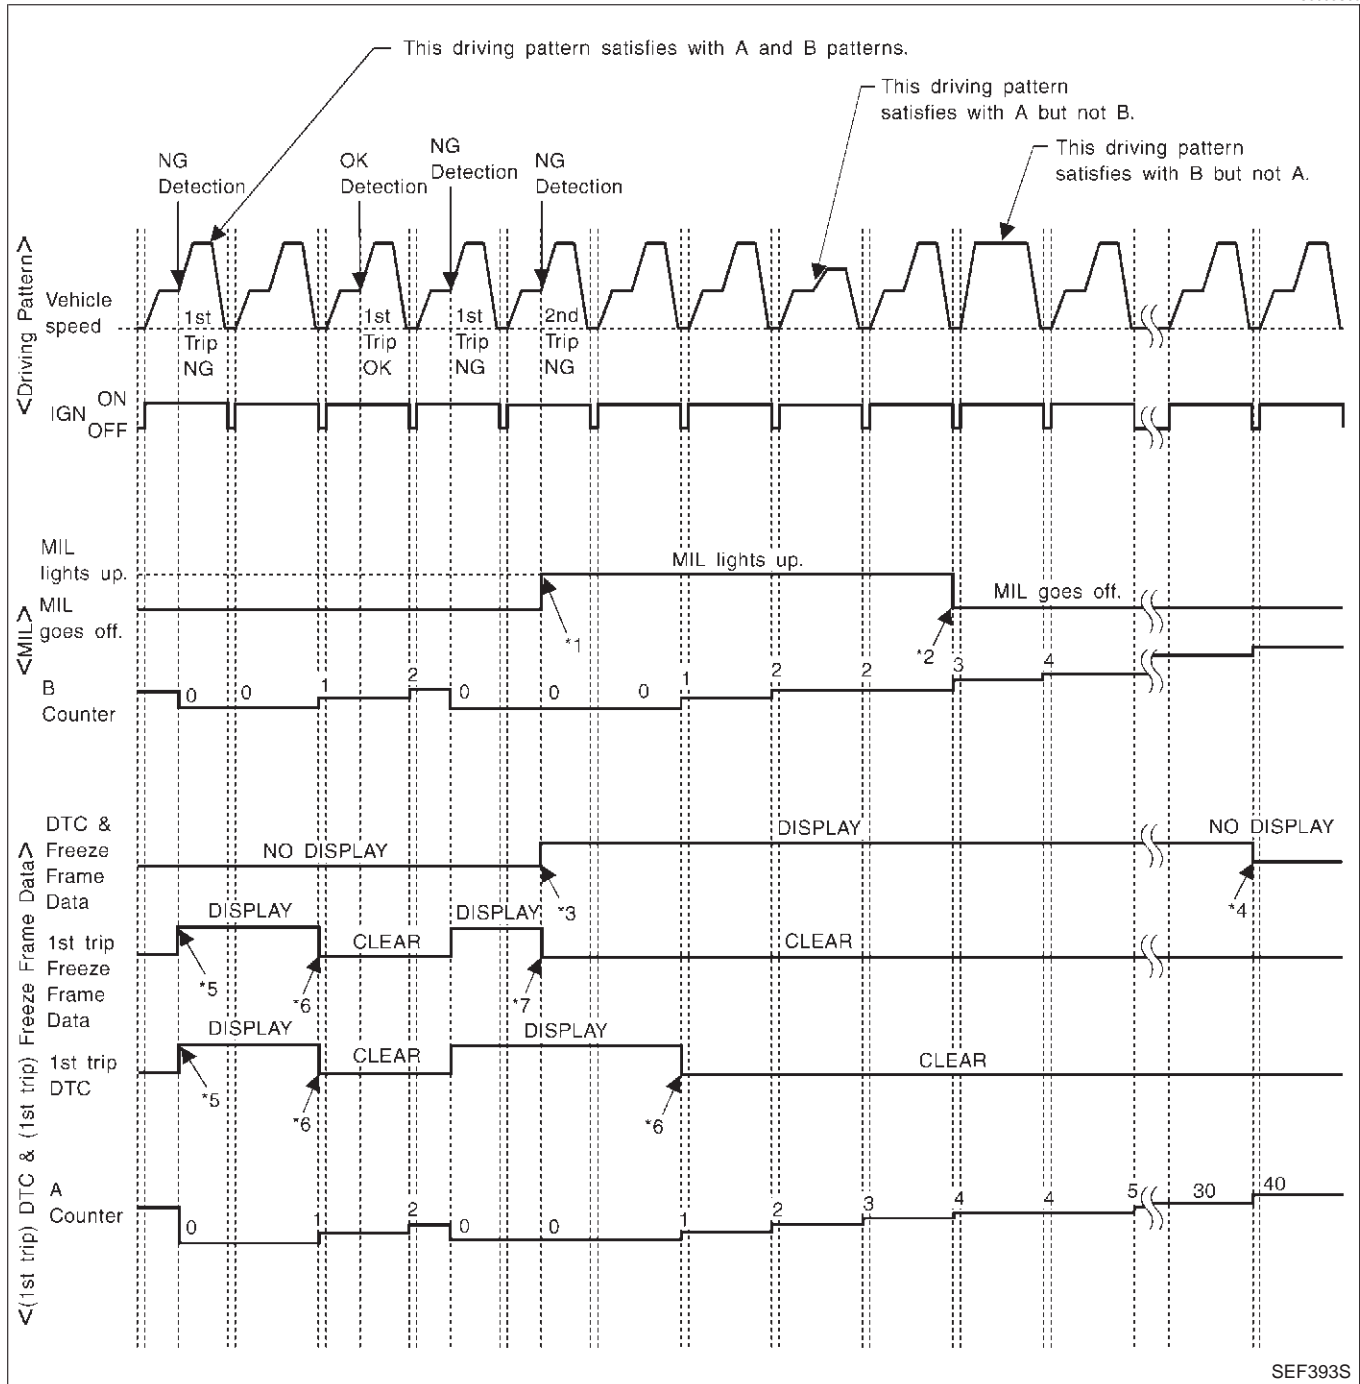 This driving pattern satisfies with A and B patterns.
This driving pattern
satisfies with A but not B.
This driving pattern
satisfies with B but not A.
NG
Detection
OK
Detection
NG
Detection
NG
Detection
<Driving Pattern>
Vehicle
speed
1st
Trip
NG
1st
Trip
OK
1st
Trip
NG
2nd
Trip
NG
IGN
ON
OFF
<MIL>
MIL
lights up.
MIL lights up.
MIL
goes off.
MIL goes off.
*1
*2
B
Counter
0 0 1 2 0 0 0 1 2 2 3 4
<(1st trip) DTC & (1st trip) Freeze Frame Data>
DTC &
Freeze
Frame
Data
NO DISPLAY
DISPLAY
NO DISPLAY
*3
*4
1st trip
Freeze
Frame
Data
DISPLAY
CLEAR
DISPLAY
CLEAR
*5
*6
*7
1st trip
DTC
DISPLAY
CLEAR
DISPLAY
CLEAR
*5
*6
*6
A
Counter
0 1 2 0 0 1 2 3 4 4 5 30 40
SEF393S